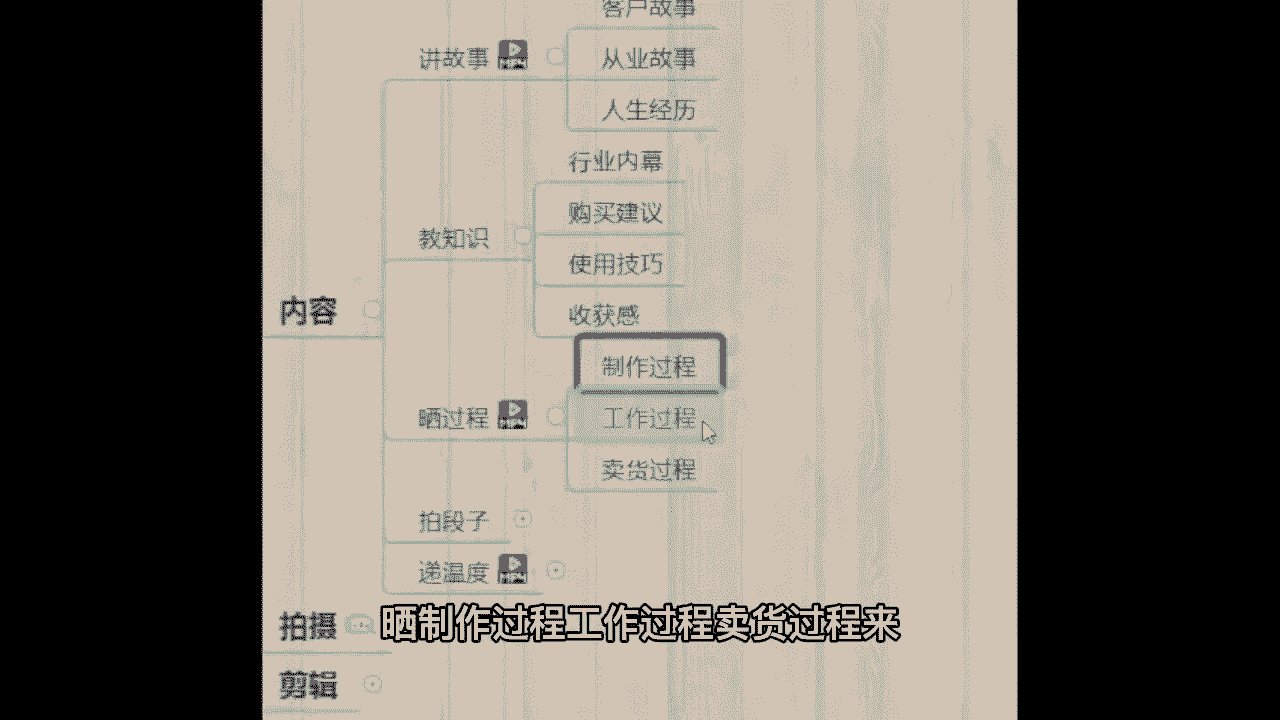 客户故事
讲故事
从业故事
人生经历
行业内幕
购买建议
教知识
使用技巧
内容
收获感
制作过程
晒过程
工作过程
卖货过程
拍段子
递温度
晒制作过程工作过程卖货过程来
拍摄
剪辑